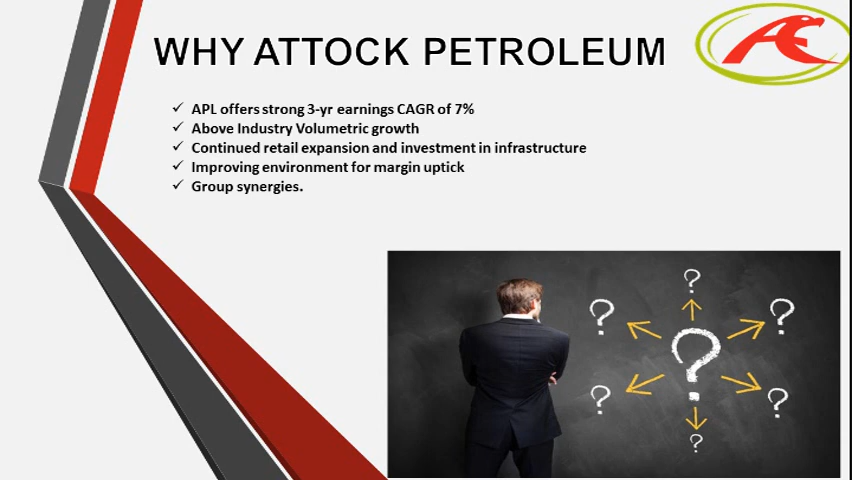 WHY ATTOCK PETROLEUM
APL offers strong 3-yr earnings CAGR of 7%
Above Industry Volumetric growth
Continued retail expansion and investment in infrastructure
Improving environment for margin uptick
Group synergies.
? 
? ?
?
? ?
?